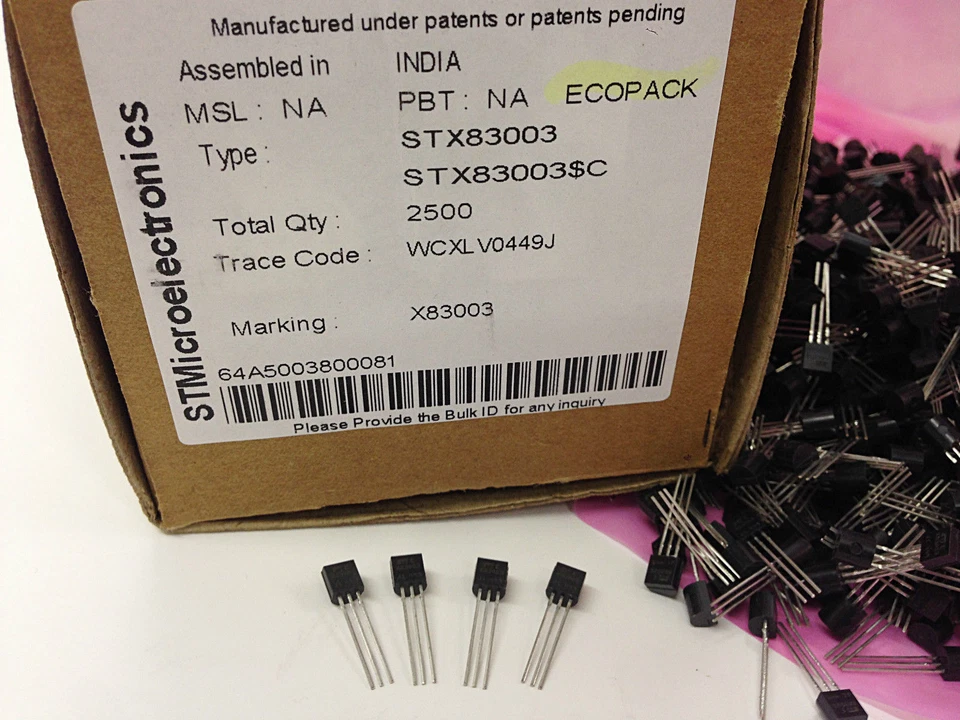 Manufactured under patents or patents pending
Assembled in INDIA
MSL : NA PBT : NA ECOPACK
Type : STX83003
STX83003$C
Total Qty : 2500
Trace Code : WCXLV0449J
Marking : X83003
64A5003800081
Please Provide the Bulk ID for any inquiry
STMicroelectronics